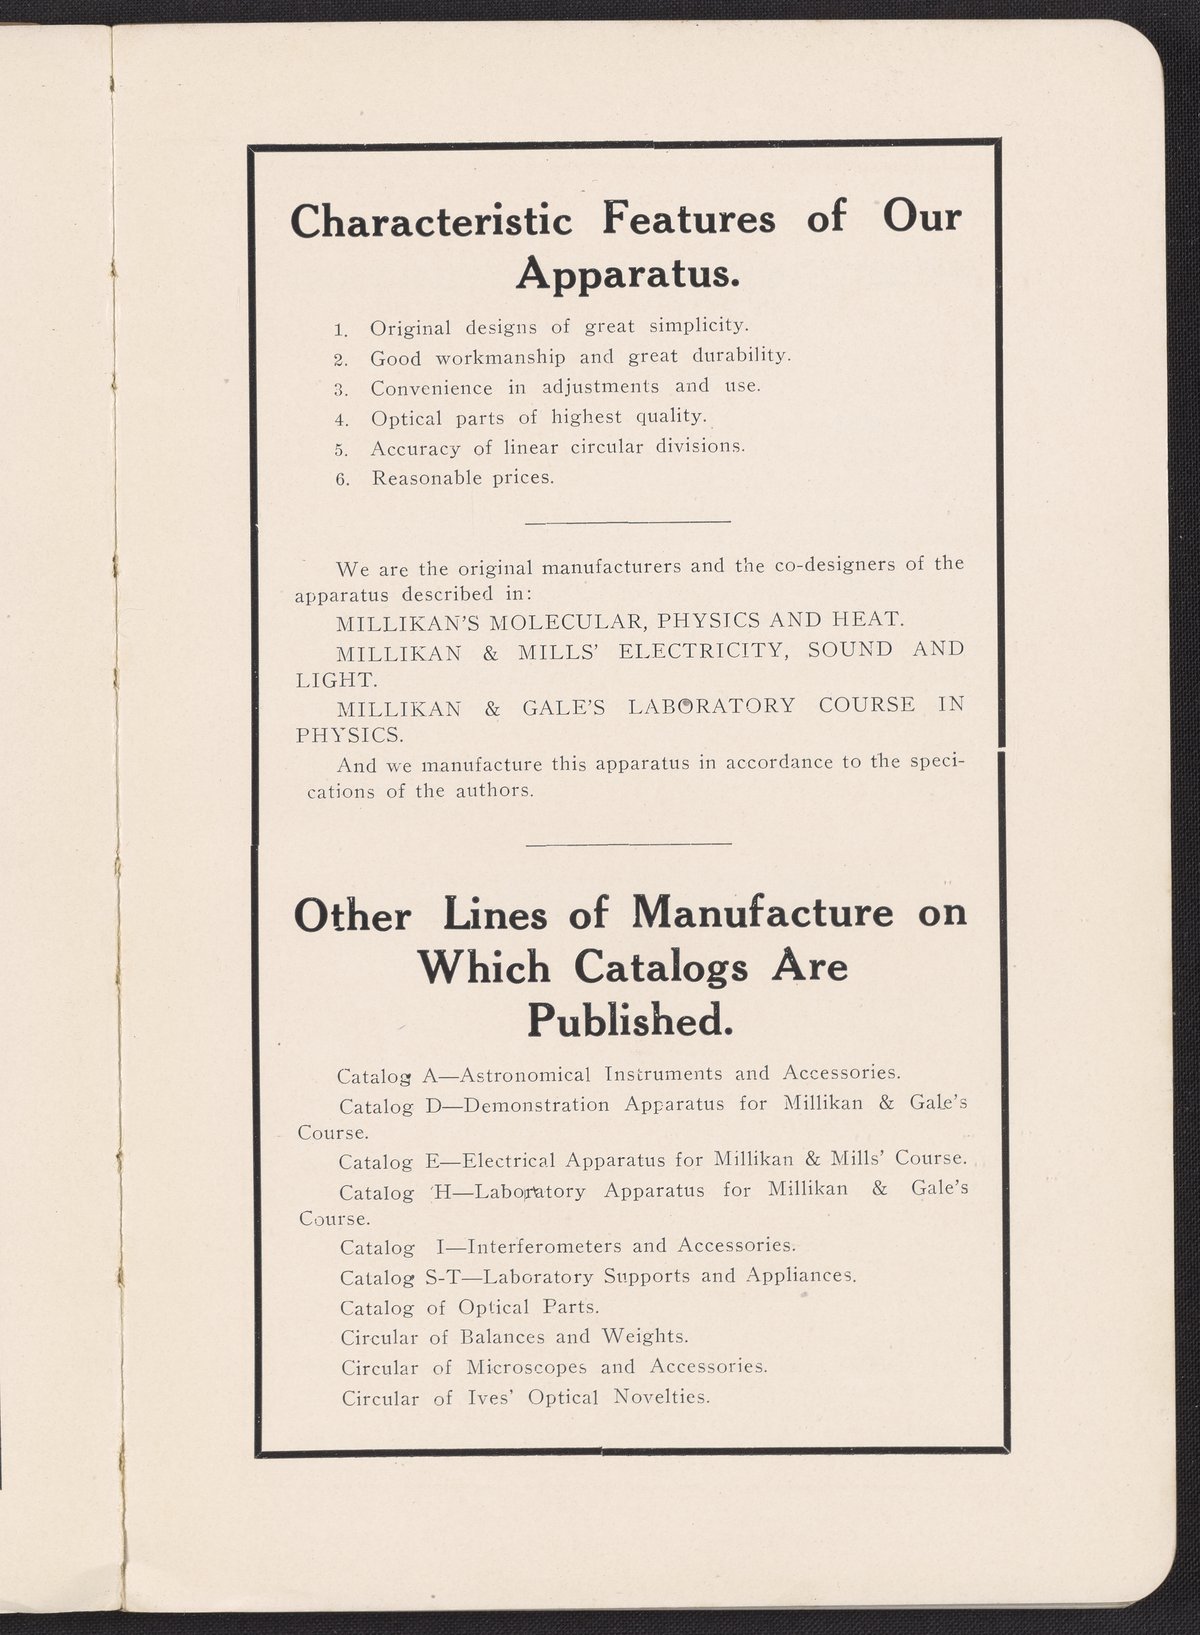 Characteristic Features of Our
Apparatus.
1. Original designs of great simplicity.
2. Good workmanship and great durability.
3. Convenience in adjustments and use.
4. Optical parts of highest quality.
5. Accuracy of linear circular divisions.
6. Reasonable prices.
We are the original manufacturers and the co-designers of the
apparatus described in:
MILLIKAN'S MOLECULAR, PHYSICS AND HEAT.
MILLIKAN & MILLS' ELECTRICITY, SOUND AND
LIGHT.
MILLIKAN & GALE'S LABORATORY COURSE IN
PHYSICS.
And we manufacture this apparatus in accordance to the speci-
cations of the authors.
Other Lines of Manufacture on
Which Catalogs Are
Published.
Catalog A—Astronomical Instruments and Accessories.
Catalog D—Demonstration Apparatus for Millikan & Gale's
Course.
Catalog E—Electrical Apparatus for Millikan & Mills' Course.
Catalog H—Laboratory Apparatus for Millikan & Gale's
Course.
Catalog I—Interferometers and Accessories.
Catalog S-T—Laboratory Supports and Appliances.
Catalog of Optical Parts.
Circular of Balances and Weights.
Circular of Microscopes and Accessories.
Circular of Ives' Optical Novelties.